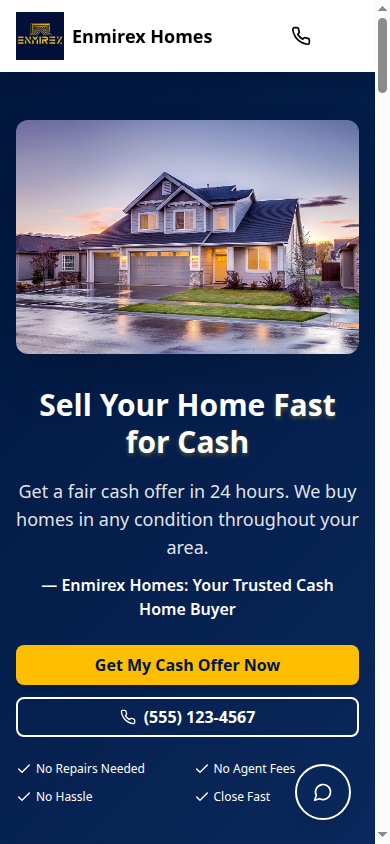 ENMIREX
Enmirex Homes
Sell Your Home Fast
for Cash
Get a fair cash offer in 24 hours. We buy
homes in any condition throughout your
area.
— Enmirex Homes: Your Trusted Cash
Home Buyer
Get My Cash Offer Now
(555) 123-4567
No Repairs Needed
No Agent Fees
No Hassle
Close Fast